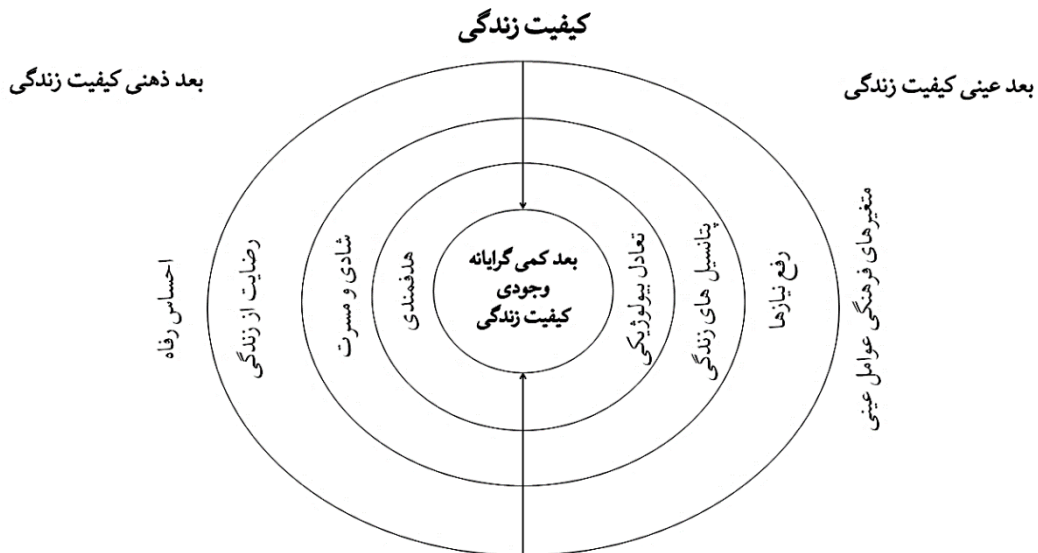 کیفیت زندگی
بعد عینی کیفیت زندگی
بعد ذهنی کیفیت زندگی
متغیرهای فرهنگی عوامل عینی
رفع نیازها
پتانسیل های زندگی
تعادل بیولوژیکی
بعد کمی گرایانه
وجودی
کیفیت زندگی
هدفمندی
شادی و مسرت
رضایت از زندگی
احساس رفاه